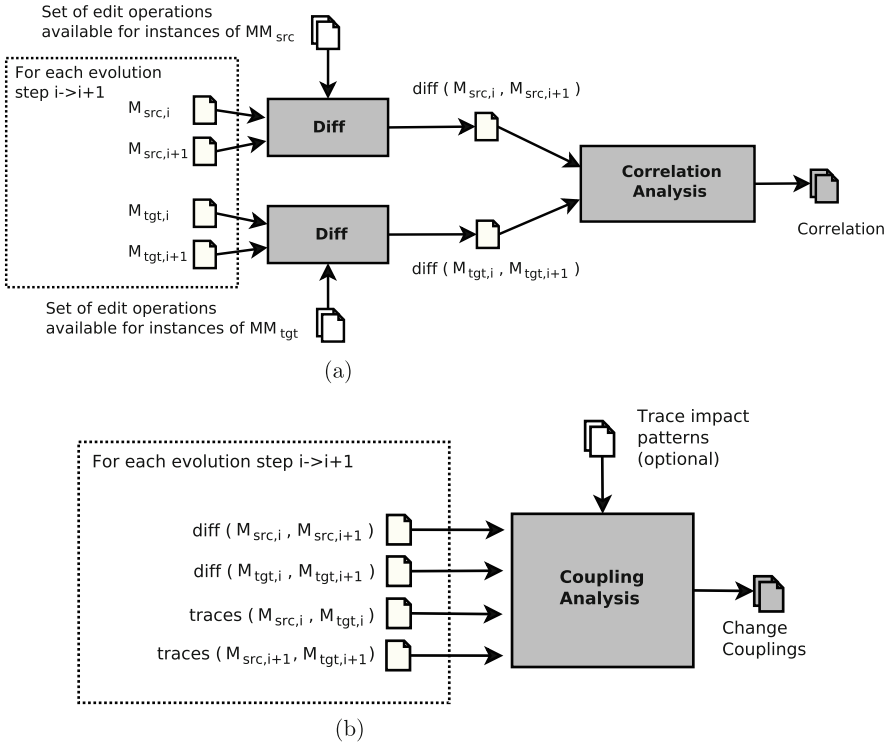 Set of edit operations
available for instances of MM src
For each evolution
step i->i+1
M src,i
M src,i+1
M tgt,i
M tgt,i+1
Diff
Diff
diff ( M src,i , M src,i+1 )
diff ( M tgt,i , M tgt,i+1 )
Correlation
Analysis
Correlation
Set of edit operations
available for instances of MM tgt
(a)
Trace impact
patterns
(optional)
For each evolution step i->i+1
diff ( M src,i , M src,i+1 )
diff ( M tgt,i , M tgt,i+1 )
traces ( M src,i , M tgt,i )
traces ( M src,i+1 , M tgt,i+1 )
Coupling
Analysis
Change
Couplings
(b)